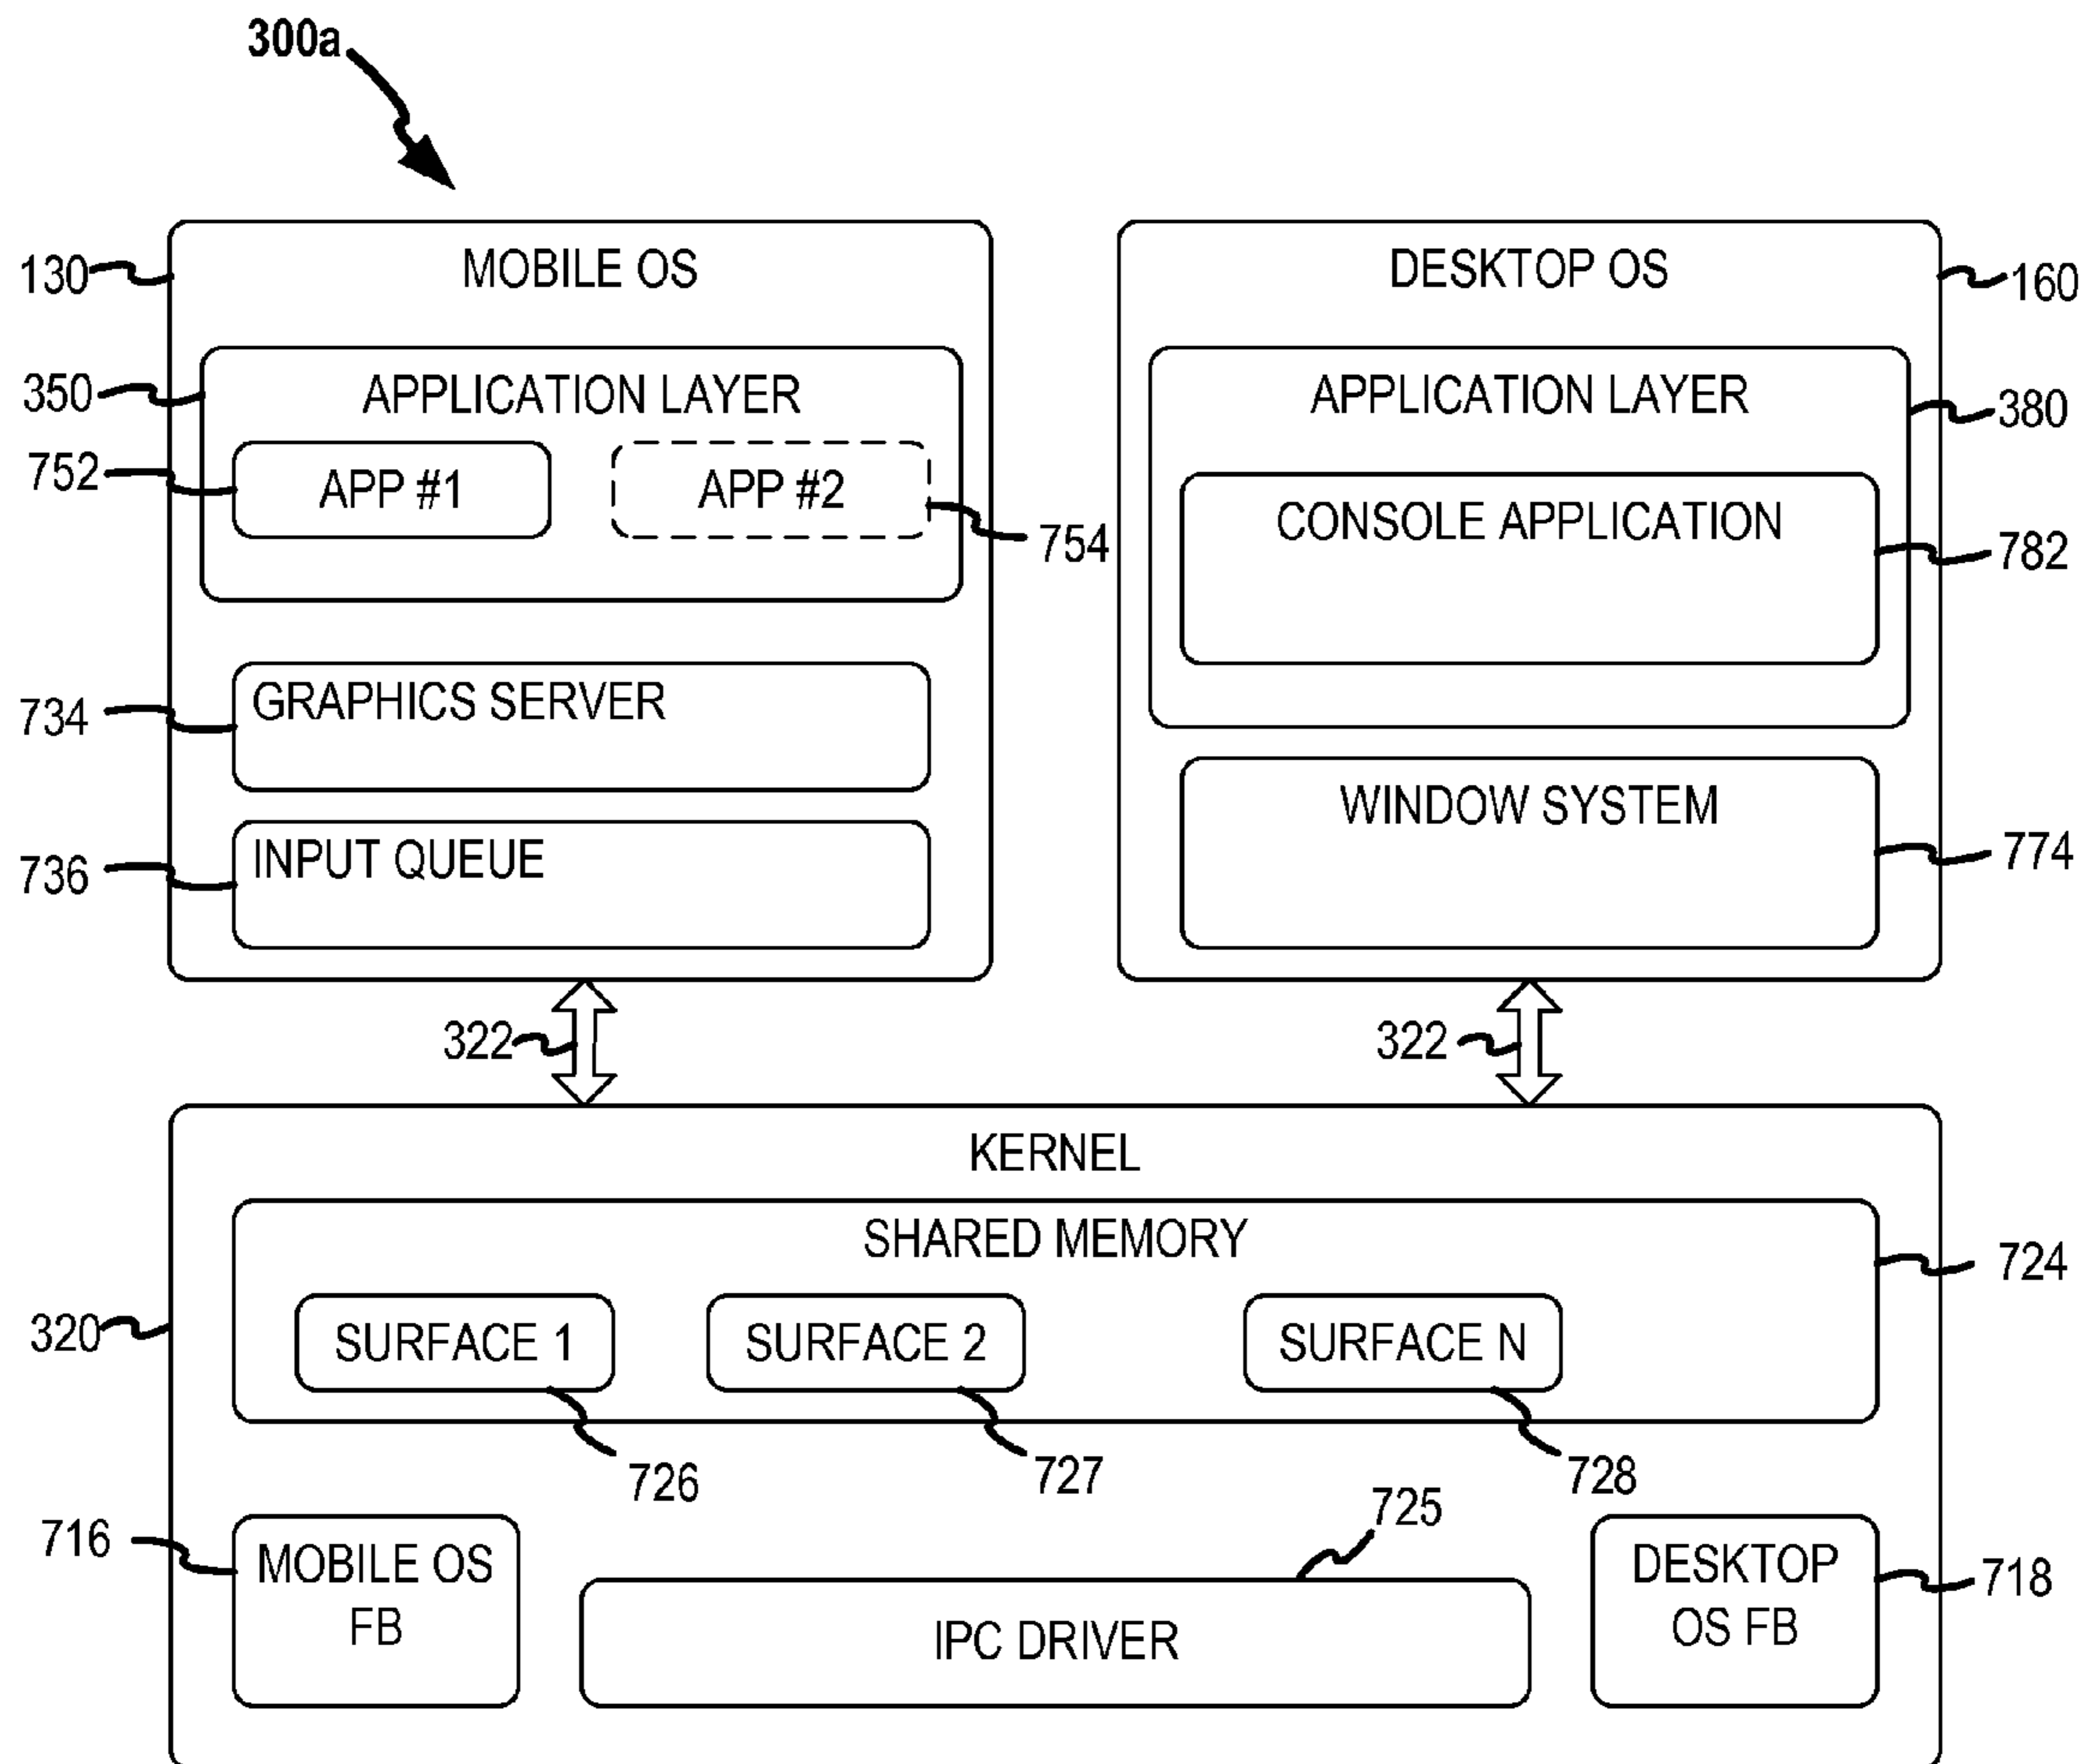 300a
130
MOBILE OS
350
APPLICATION LAYER
752
APP #1
APP #2
754
734
GRAPHICS SERVER
736
INPUT QUEUE
DESKTOP OS
160
APPLICATION LAYER
380
CONSOLE APPLICATION
782
WINDOW SYSTEM
774
322
322
KERNEL
SHARED MEMORY
724
320
SURFACE 1
SURFACE 2
SURFACE N
726
727
728
716
MOBILE OS
FB
725
IPC DRIVER
DESKTOP
OS FB
718